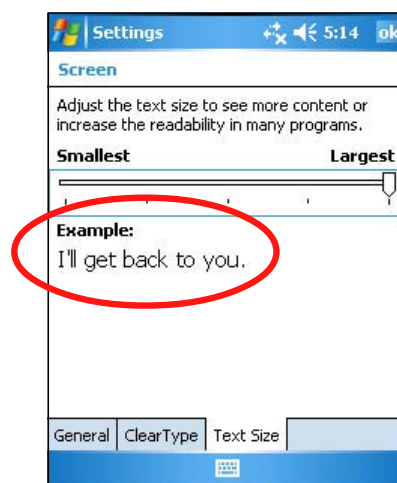 Settings 5:14 ok
Screen
Adjust the text size to see more content or
increase the readability in many programs.
Smallest Largest
Example:
I'll get back to you.
General ClearType Text Size